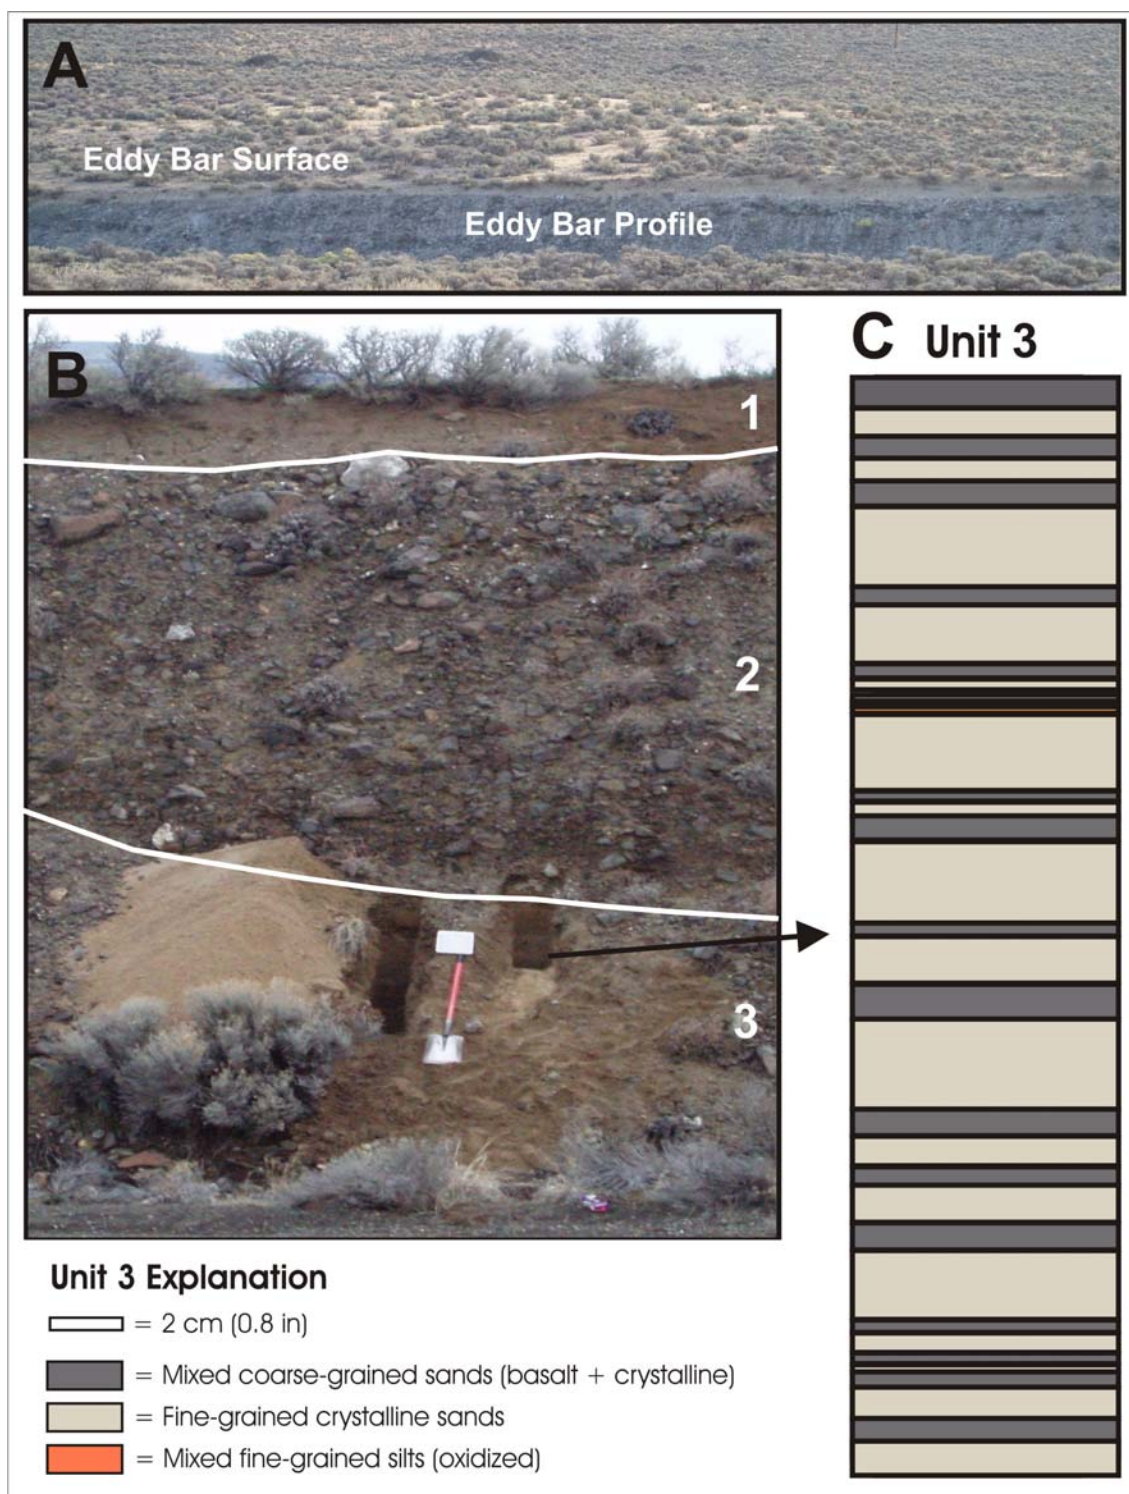 A
Eddy Bar Surface
Eddy Bar Profile
B
1
2
3
C Unit 3
Unit 3 Explanation
= 2 cm (0.8 in)
= Mixed coarse-grained sands (basalt + crystalline)
= Fine-grained crystalline sands
= Mixed fine-grained silts (oxidized)